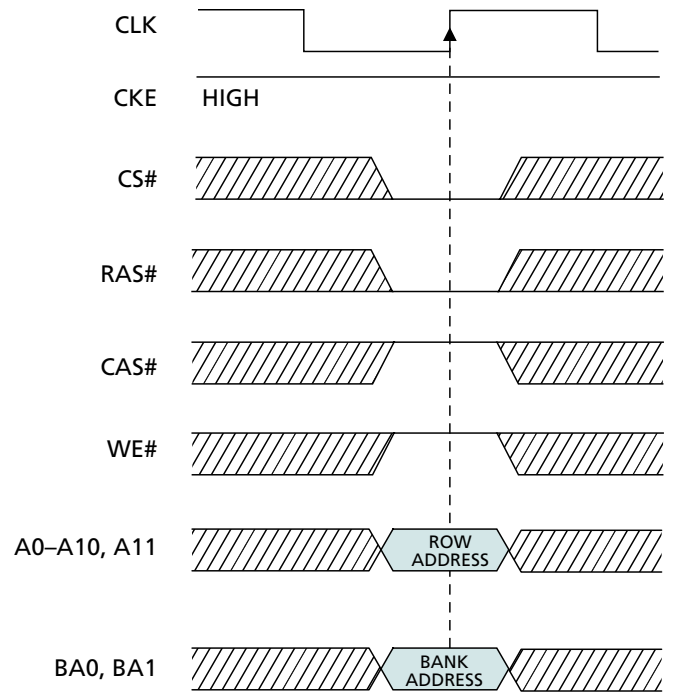 CLK
CKE HIGH
CS#
RAS#
CAS#
WE#
A0–A10, A11
ROW
ADDRESS
BA0, BA1
BANK
ADDRESS